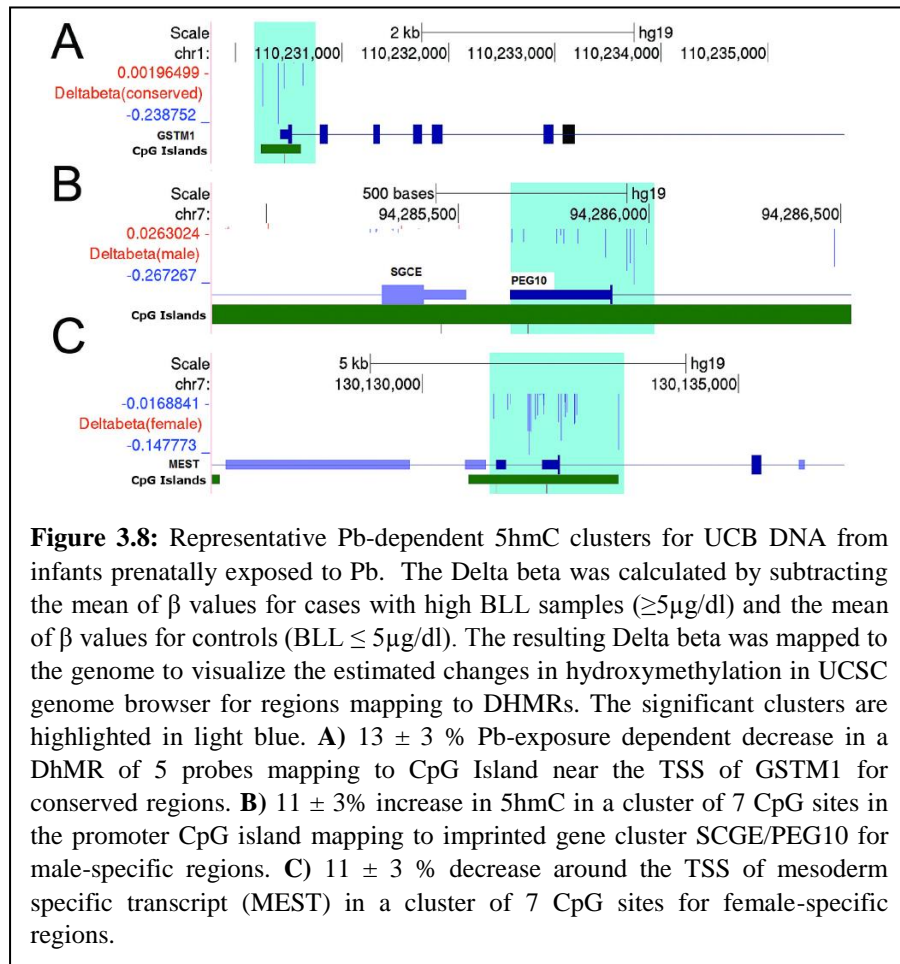 A
Scale 2 kb hg19
chr1: 110,231,000 110,232,000 110,233,000 110,234,000 110,235,000
0.00196499 -
Deltabeta(conserved)
-0.238752 _
GSTM1
CpG Islands
B
Scale 500 bases hg19
chr7: 94,285,500 94,286,000 94,286,500
0.0263024 -
Deltabeta(male)
-0.267267 _
SGCE PEG10
CpG Islands
C
Scale 5 kb hg19
chr7: 130,130,000 130,135,000
-0.0168841 -
Deltabeta(female)
-0.147773 _
MEST
CpG Islands
Figure 3.8: Representative Pb-dependent 5hmC clusters for UCB DNA from
infants prenatally exposed to Pb. The Delta beta was calculated by subtracting
the mean of β values for cases with high BLL samples (≥5µg/dl) and the mean
of β values for controls (BLL ≤ 5µg/dl). The resulting Delta beta was mapped to
the genome to visualize the estimated changes in hydroxymethylation in UCSC
genome browser for regions mapping to DHMRs. The significant clusters are
highlighted in light blue. A) 13 ± 3 % Pb-exposure dependent decrease in a
DhMR of 5 probes mapping to CpG Island near the TSS of GSTM1 for
conserved regions. B) 11 ± 3% increase in 5hmC in a cluster of 7 CpG sites in
the promoter CpG island mapping to imprinted gene cluster SCGE/PEG10 for
male-specific regions. C) 11 ± 3 % decrease around the TSS of mesoderm
specific transcript (MEST) in a cluster of 7 CpG sites for female-specific
regions.